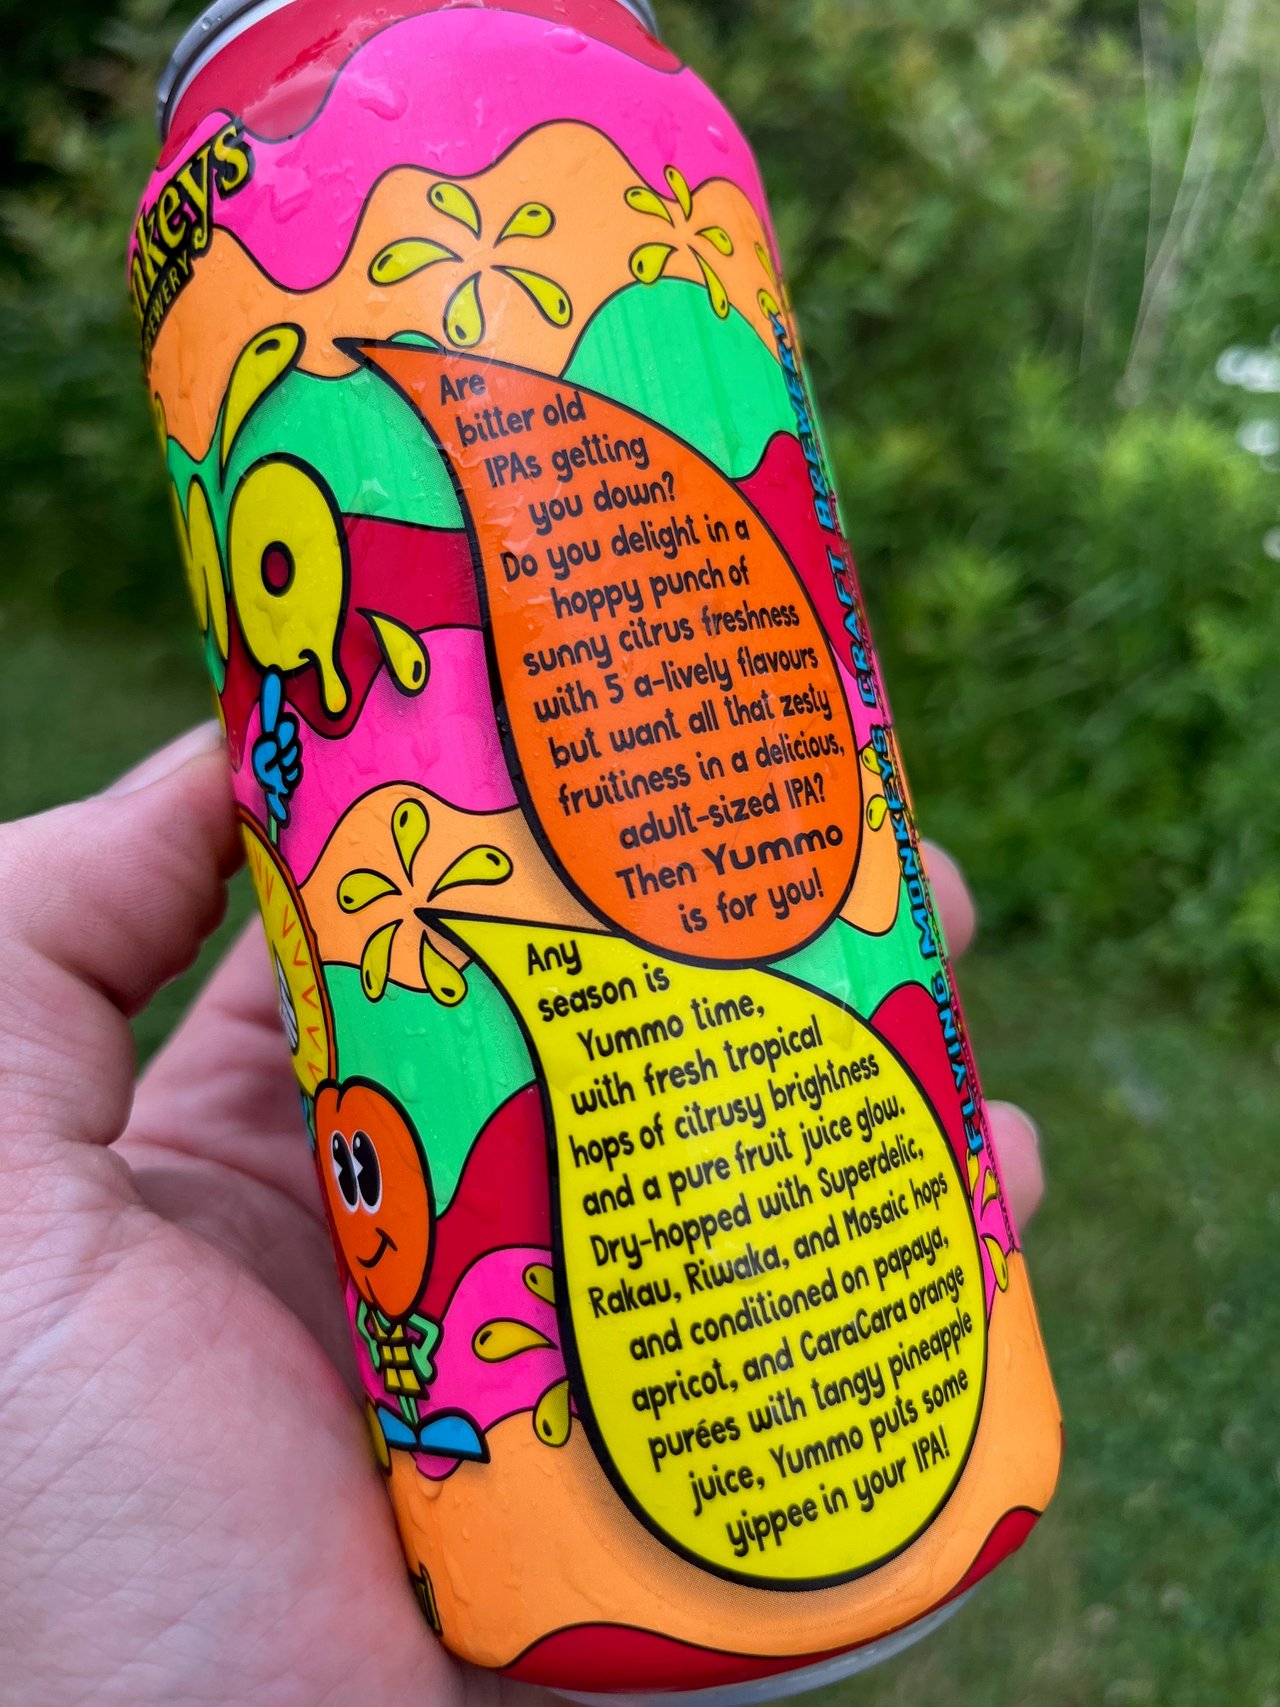 Are
bitter old
IPAs getting
you down?
Do you delight in a
hoppy punch of
sunny citrus freshness
with 5 a-lively flavours
but want all that zesty
fruitiness in a delicious,
adult-sized IPA?
Then Yummo
is for you!
Any
season is
Yummo time,
with fresh tropical
hops of citrusy brightness
and a pure fruit juice glow.
Dry-hopped with Superdelic,
Rakau, Riwaka, and Mosaic hops
and conditioned on papaya,
apricot, and CaraCara orange
purées with tangy pineapple
juice, Yummo puts some
yippee in your IPA!
FLYING MONKEYS CRAFT BREWERY